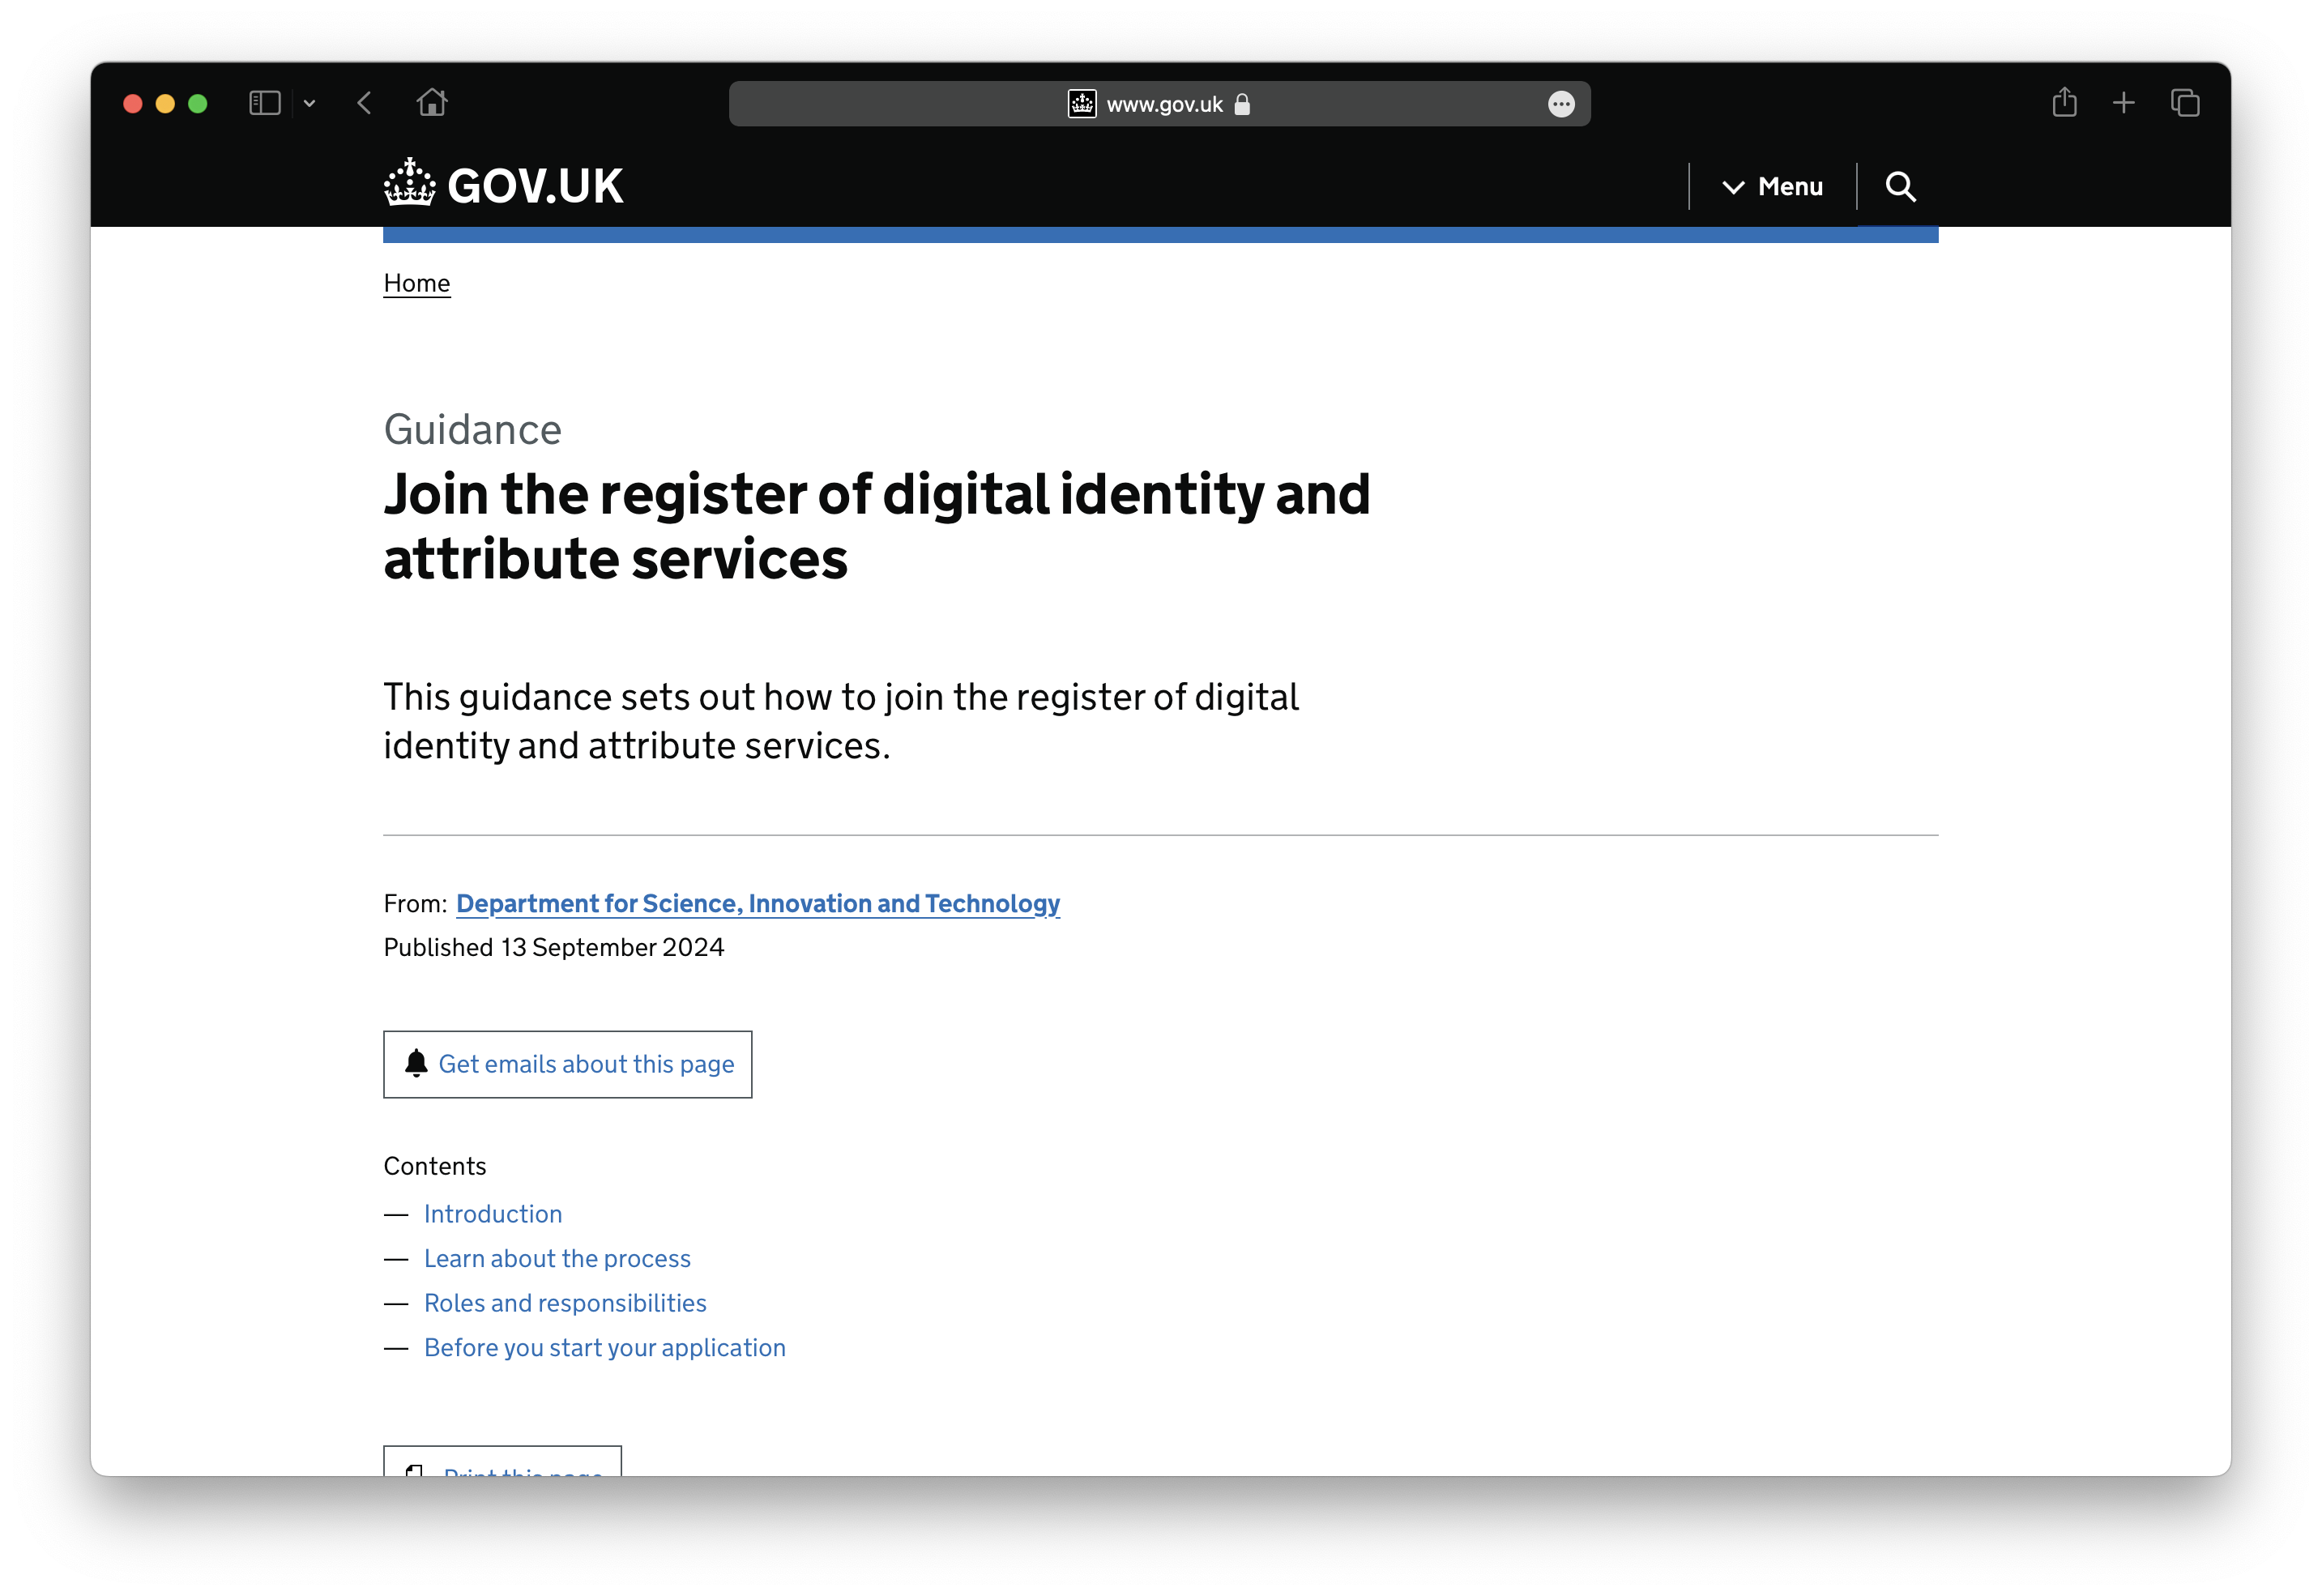 www.gov.uk
GOV.UK
Menu
Home
Guidance
Join the register of digital identity and
attribute services
This guidance sets out how to join the register of digital
identity and attribute services.
From: Department for Science, Innovation and Technology
Published 13 September 2024
Get emails about this page
Contents
— Introduction
— Learn about the process
— Roles and responsibilities
— Before you start your application
Print this page